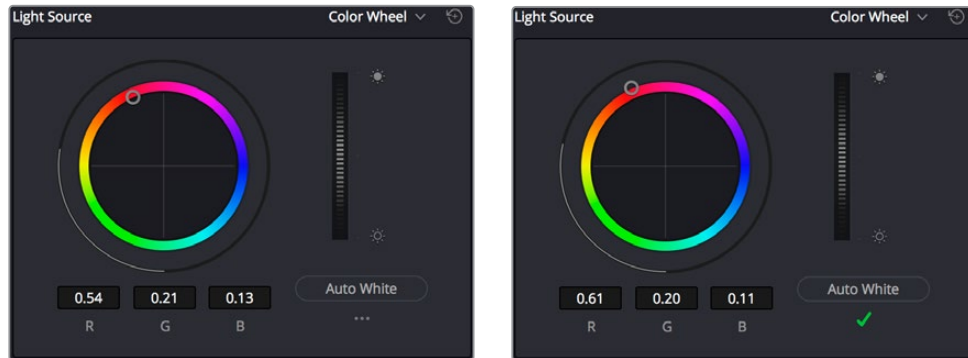 Light Source Color Wheel
0.54 0.21 0.13
R G B
Auto White
Light Source Color Wheel
0.61 0.20 0.11
R G B
Auto White